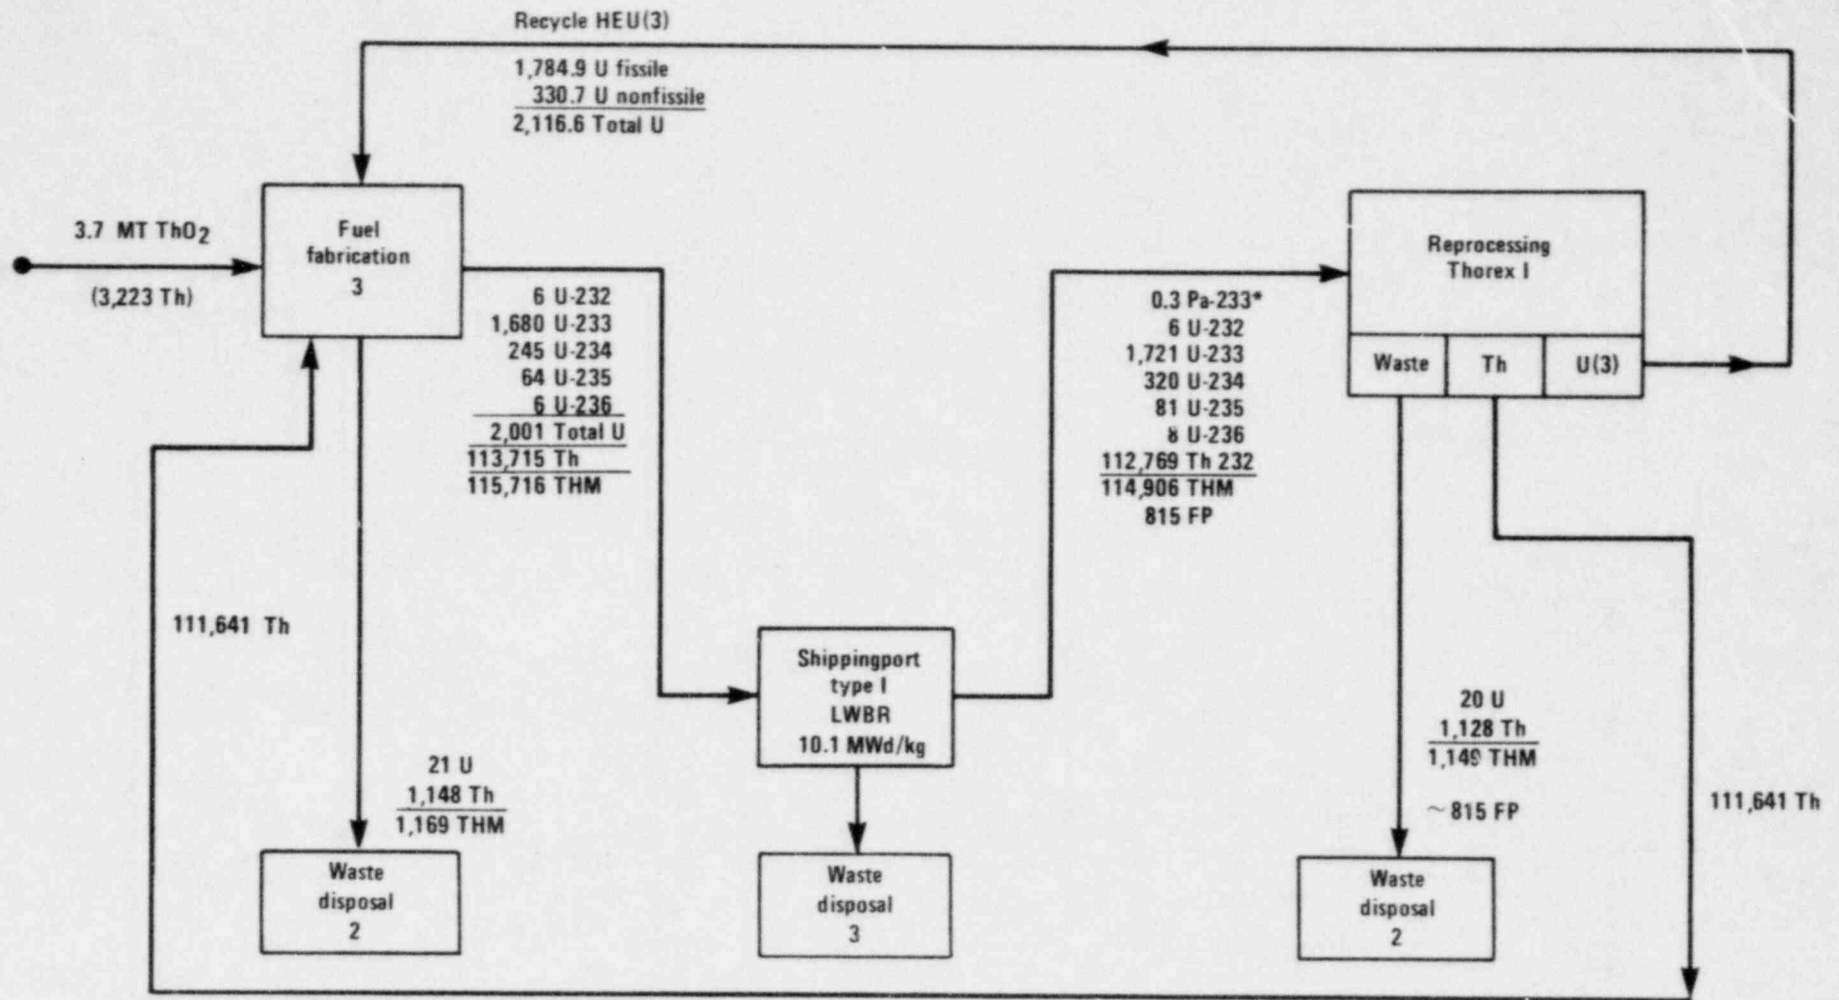 Recycle HEU(3)
1,784.9 U fissile
330.7 U nonfissile
2,116.6 Total U
3.7 MT ThO₂
(3,223 Th)
Fuel
fabrication
3
6 U-232
1,680 U-233
245 U-234
64 U-235
6 U-236
2,001 Total U
113,715 Th
115,716 THM
0.3 Pa-233*
6 U-232
1,721 U-233
320 U-234
81 U-235
8 U-236
112,769 Th 232
114,906 THM
815 FP
Reprocessing
Thorex I
Waste
Th
U(3)
111,641 Th
Shippingport
type I
LWBR
10.1 MWd/kg
21 U
1,148 Th
1,169 THM
20 U
1,128 Th
1,149 THM
~815 FP
111,641 Th
Waste
disposal
2
Waste
disposal
3
Waste
disposal
2